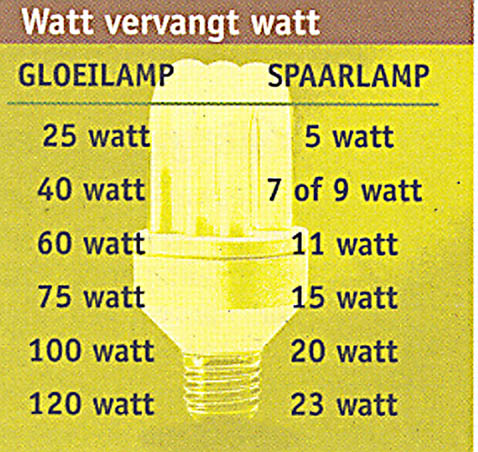 Watt vervangt watt
GLOEILAMP SPAARLAMP
25 watt 5 watt
40 watt 7 of 9 watt
60 watt 11 watt
75 watt 15 watt
100 watt 20 watt
120 watt 23 watt